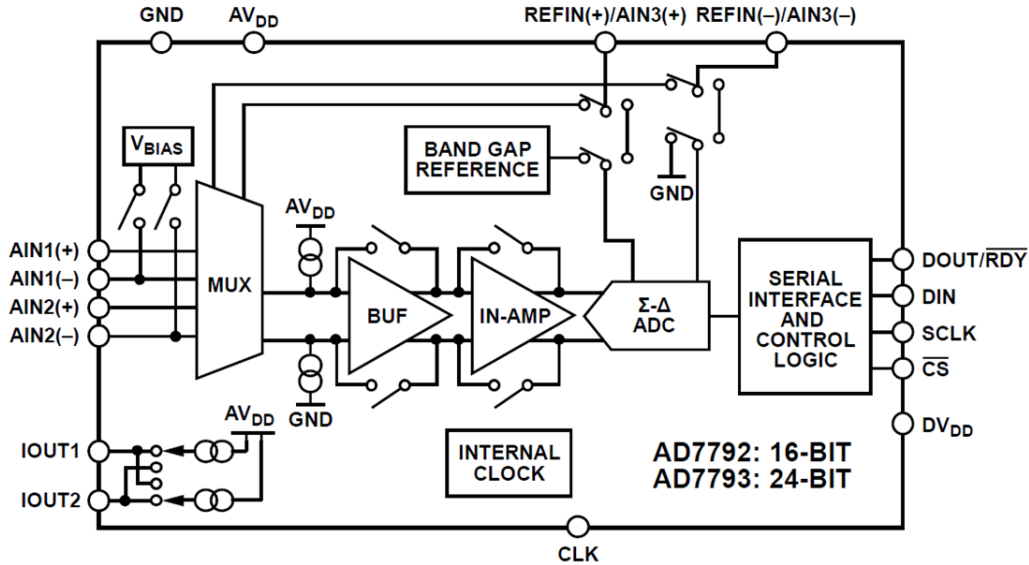 GND
AVDD
REFIN(+)/AIN3(+)
REFIN(–)/AIN3(–)
VBIAS
BAND GAP
REFERENCE
GND
AVDD
AIN1(+)
AIN1(–)
AIN2(+)
AIN2(–)
MUX
BUF
IN-AMP
Σ-Δ
ADC
SERIAL
INTERFACE
AND
CONTROL
LOGIC
DOUT/RDY
DIN
SCLK
CS
DVDD
GND
AVDD
IOUT1
IOUT2
INTERNAL
CLOCK
AD7792: 16-BIT
AD7793: 24-BIT
CLK